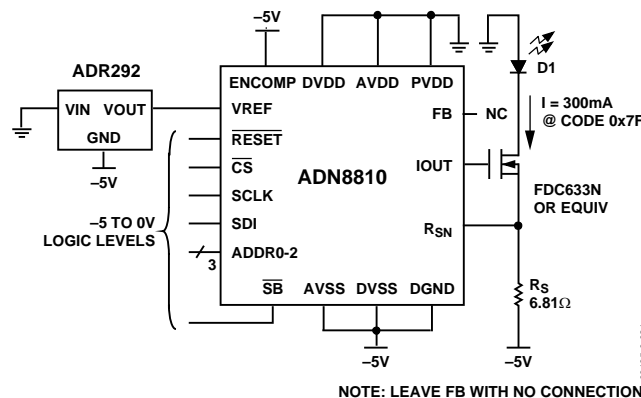 –5V
ADR292
VIN VOUT
GND
–5V
ENCOMP DVDD AVDD PVDD
VREF
RESET
CS
SCLK
SDI
ADDR0-2
3
SB
AVSS DVSS DGND
ADN8810
FB
NC
IOUT
RSN
–5 TO 0V
LOGIC LEVELS
–5V
D1
I = 300mA
@ CODE 0x7F
FDC633N
OR EQUIV
RS
6.81Ω
–5V
NOTE: LEAVE FB WITH NO CONNECTION